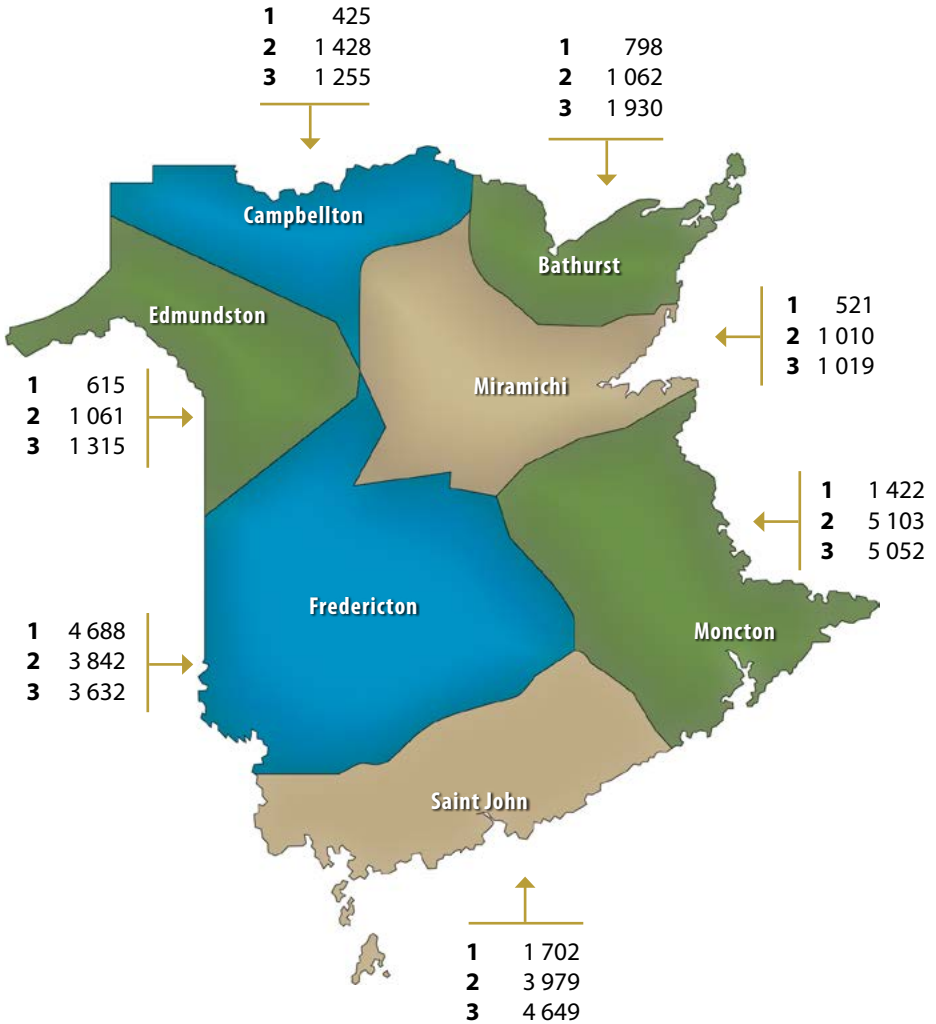 1 425
2 1 428
3 1 255
1 798
2 1 062
3 1 930
Campbellton
Bathurst
Edmundston
1 521
2 1 010
3 1 019
Miramichi
1 615
2 1 061
3 1 315
1 1 422
2 5 103
3 5 052
Fredericton
Moncton
1 4 688
2 3 842
3 3 632
Saint John
1 1 702
2 3 979
3 4 649